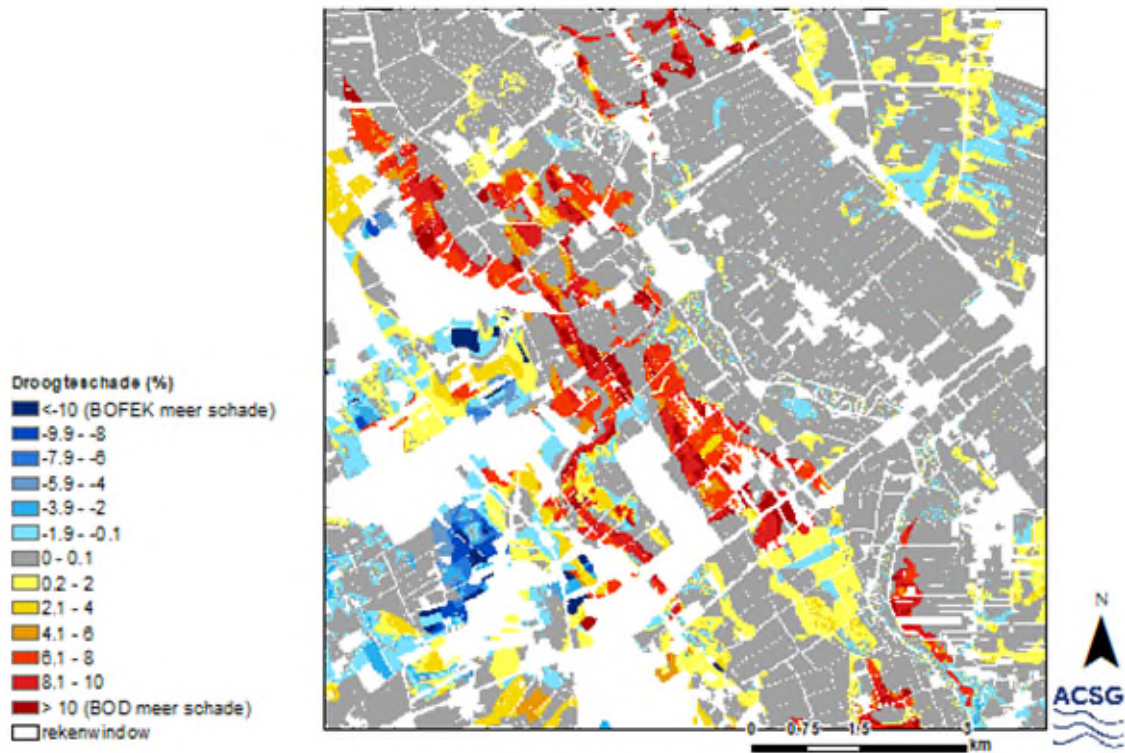 Droogteschade (%)
<-10 (BOFEK meer schade)
-9.9 - -8
-7.9 - -6
-5.9 - -4
-3.9 - -2
-1.9 - -0.1
0 - 0.1
0.2 - 2
2.1 - 4
4.1 - 6
6.1 - 8
8.1 - 10
> 10 (BOD meer schade)
rekenwindow
N
ACSG
0 0.75 1.5 3
km